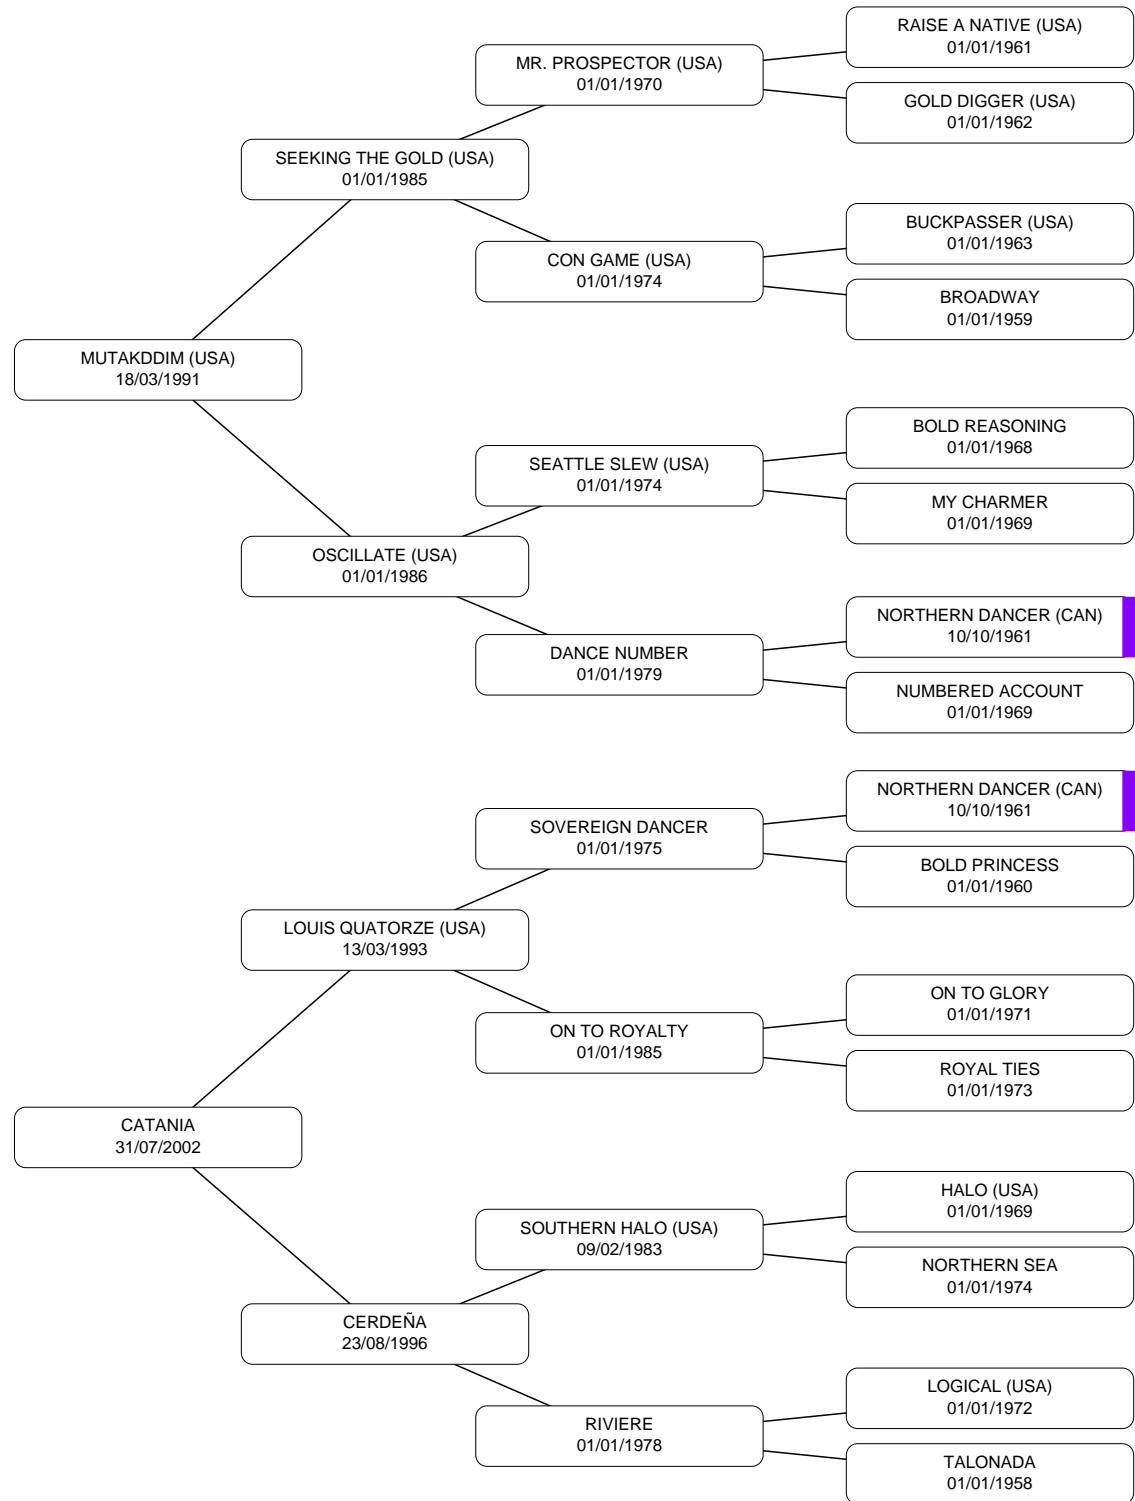 RAISE A NATIVE (USA)
01/01/1961
MR. PROSPECTOR (USA)
01/01/1970
GOLD DIGGER (USA)
01/01/1962
SEEKING THE GOLD (USA)
01/01/1985
BUCKPASSER (USA)
01/01/1963
CON GAME (USA)
01/01/1974
BROADWAY
01/01/1959
MUTAKDDIM (USA)
18/03/1991
BOLD REASONING
01/01/1968
SEATTLE SLEW (USA)
01/01/1974
MY CHARMER
01/01/1969
OSCILLATE (USA)
01/01/1986
NORTHERN DANCER (CAN)
10/10/1961
DANCE NUMBER
01/01/1979
NUMBERED ACCOUNT
01/01/1969
NORTHERN DANCER (CAN)
10/10/1961
SOVEREIGN DANCER
01/01/1975
BOLD PRINCESS
01/01/1960
LOUIS QUATORZE (USA)
13/03/1993
ON TO GLORY
01/01/1971
ON TO ROYALTY
01/01/1985
ROYAL TIES
01/01/1973
CATANIA
31/07/2002
HALO (USA)
01/01/1969
SOUTHERN HALO (USA)
09/02/1983
NORTHERN SEA
01/01/1974
CERDEÑA
23/08/1996
LOGICAL (USA)
01/01/1972
RIVIERE
01/01/1978
TALONADA
01/01/1958